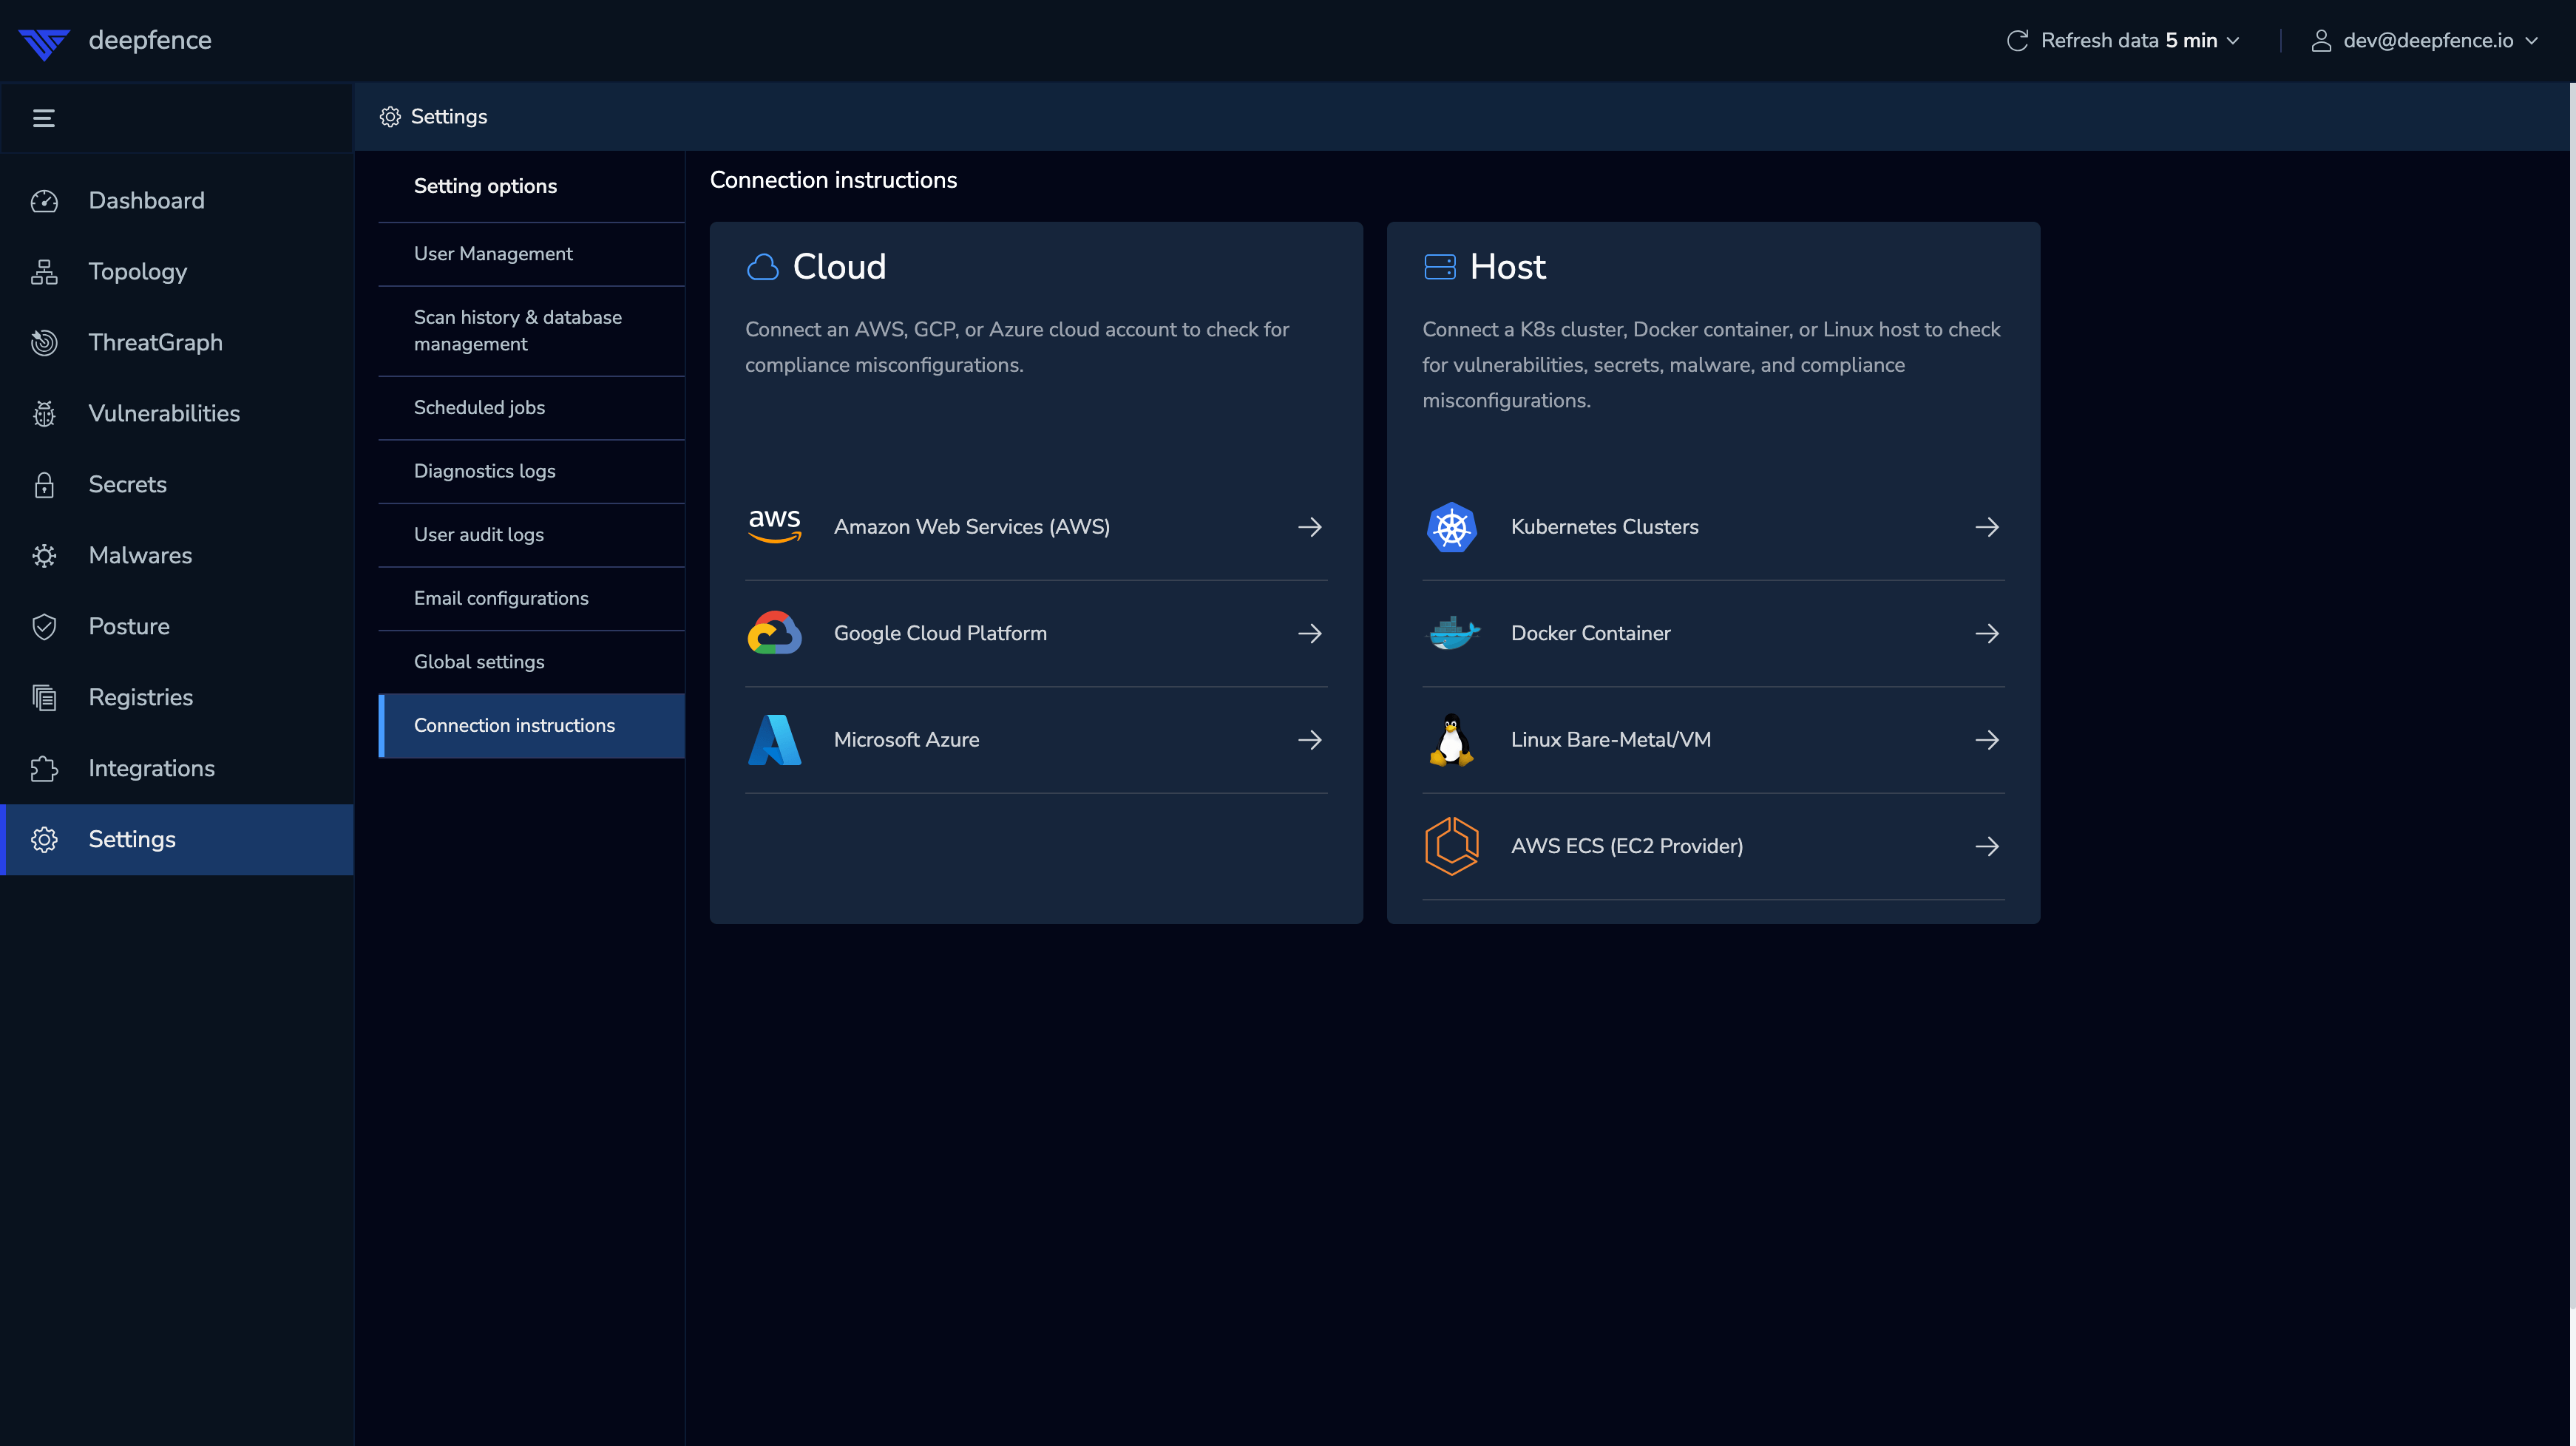 deepfence
Refresh data 5 min
dev@deepfence.io
Settings
Dashboard
Topology
ThreatGraph
Vulnerabilities
Secrets
Malwares
Posture
Registries
Integrations
Settings
Setting options
User Management
Scan history & database
management
Scheduled jobs
Diagnostics logs
User audit logs
Email configurations
Global settings
Connection instructions
Connection instructions
Cloud
Connect an AWS, GCP, or Azure cloud account to check for
compliance misconfigurations.
aws
Amazon Web Services (AWS)
Google Cloud Platform
Microsoft Azure
Host
Connect a K8s cluster, Docker container, or Linux host to check
for vulnerabilities, secrets, malware, and compliance
misconfigurations.
Kubernetes Clusters
Docker Container
Linux Bare-Metal/VM
AWS ECS (EC2 Provider)